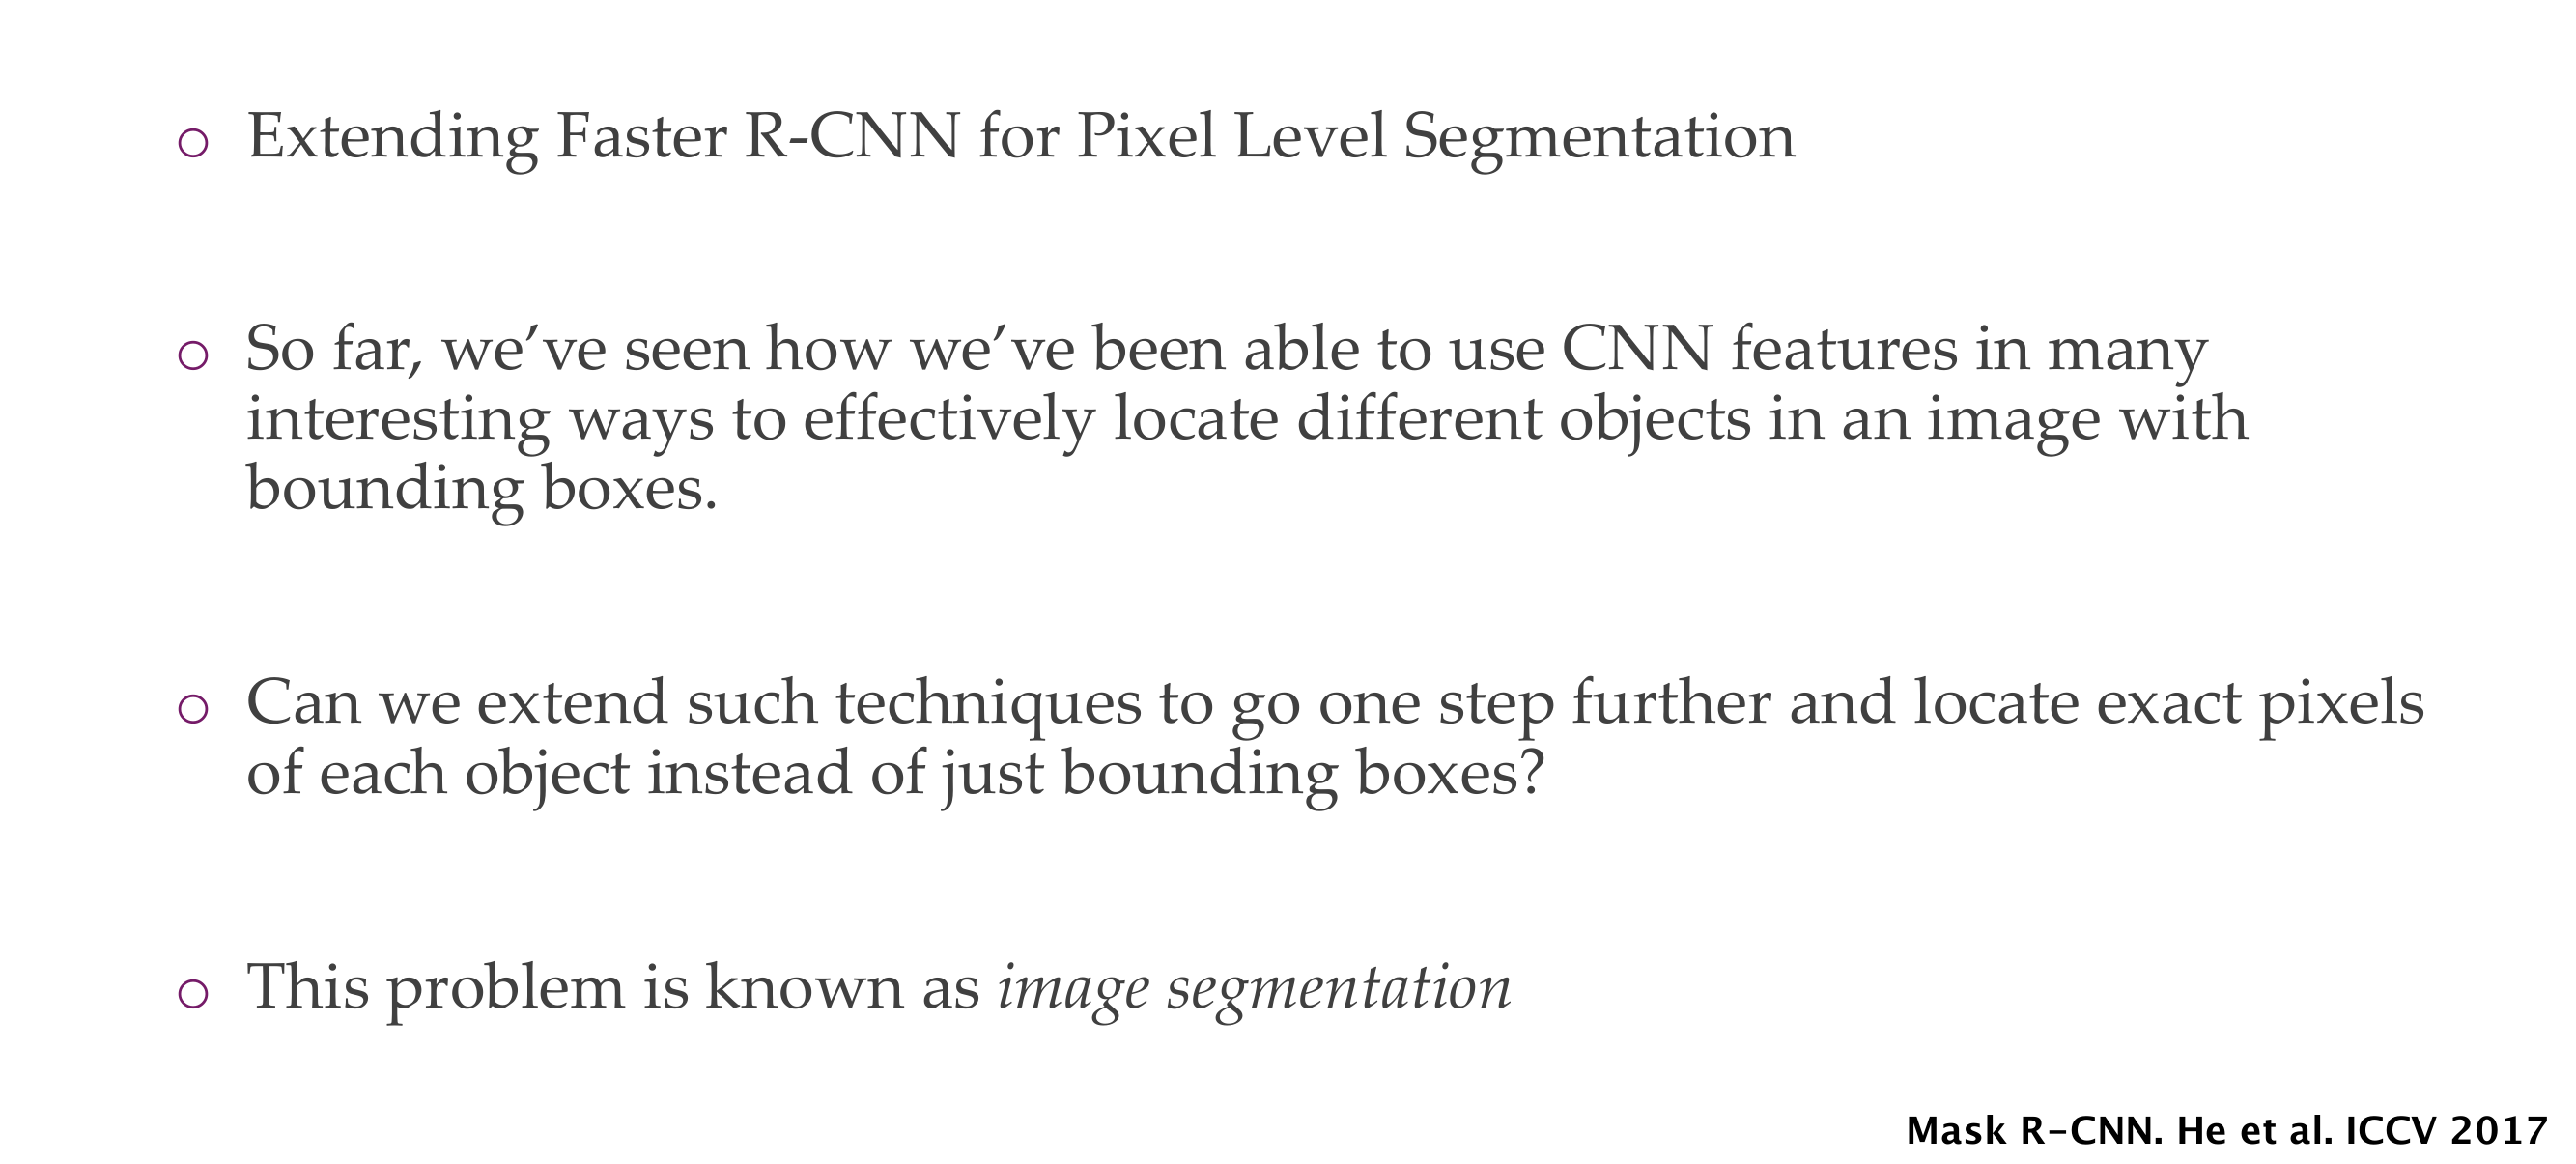 ○ Extending Faster R-CNN for Pixel Level Segmentation
○ So far, we’ve seen how we’ve been able to use CNN features in many
interesting ways to effectively locate different objects in an image with
bounding boxes.
○ Can we extend such techniques to go one step further and locate exact pixels
of each object instead of just bounding boxes?
○ This problem is known as image segmentation
Mask R-CNN. He et al. ICCV 2017